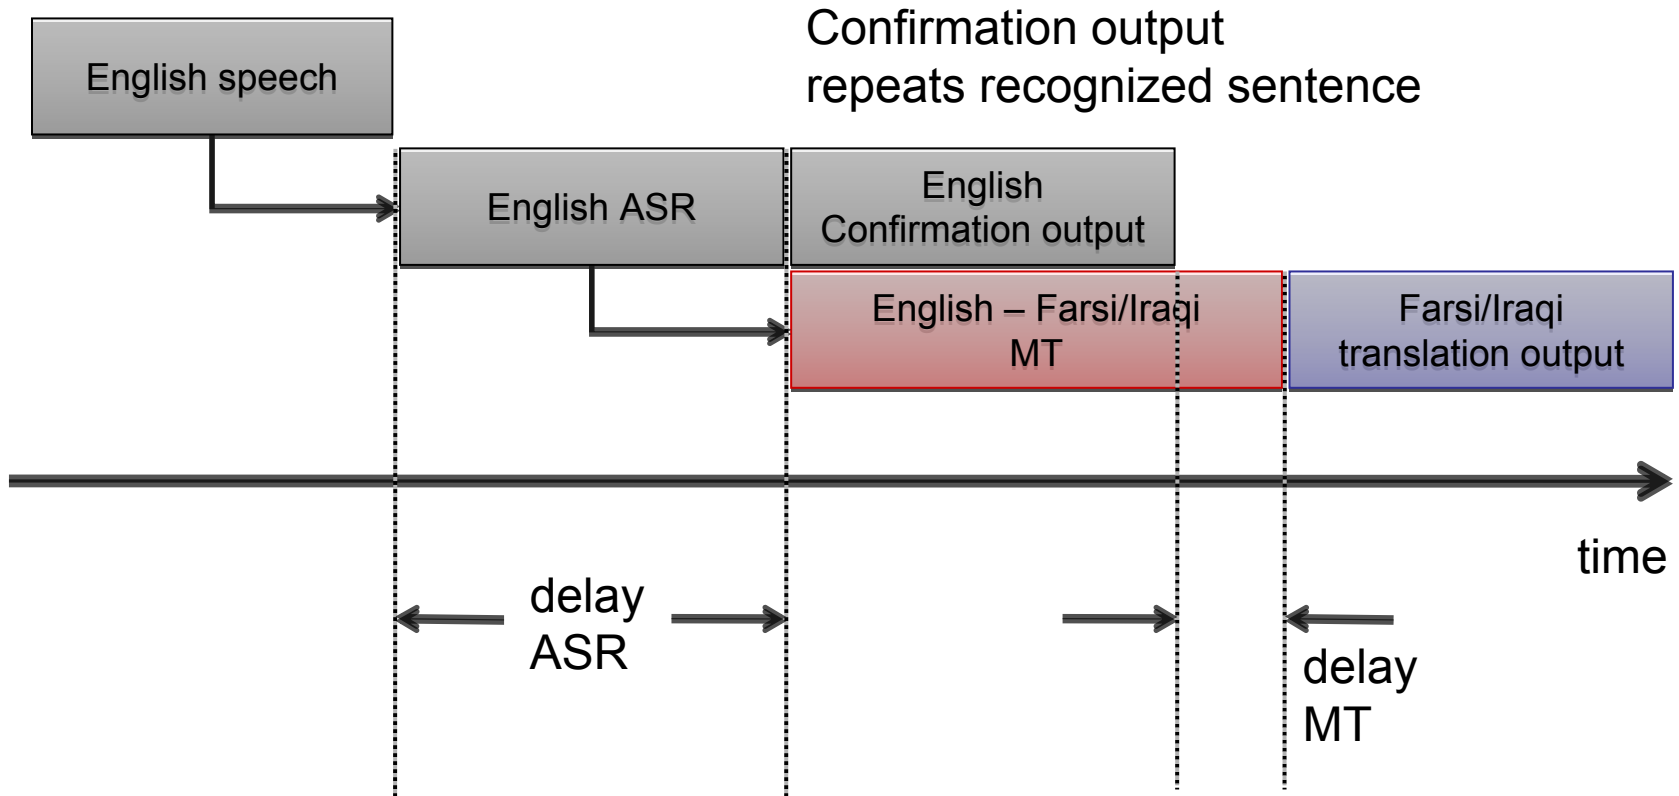 Confirmation output
repeats recognized sentence
English speech
English ASR
English
Confirmation output
English – Farsi/Iraqi
MT
Farsi/Iraqi
translation output
time
delay
ASR
delay
MT